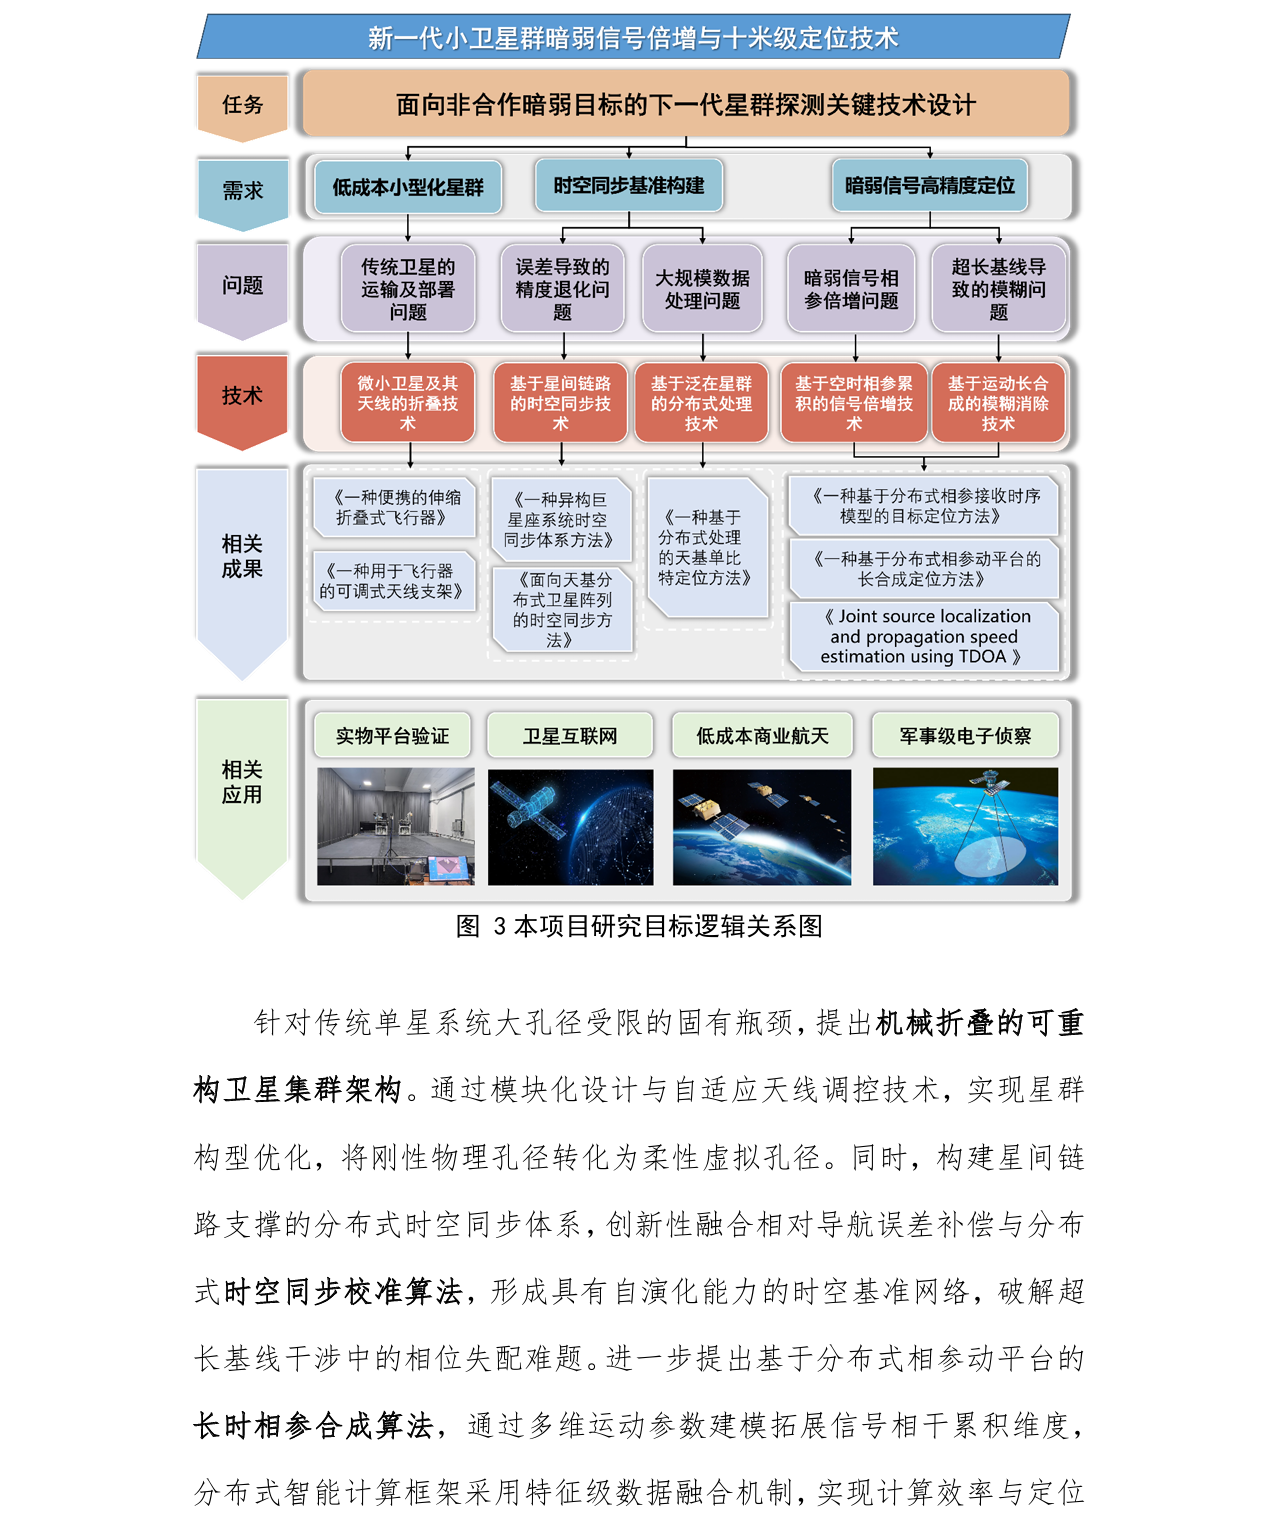 新一代小卫星群暗弱信号倍增与十米级定位技术
任务
面向非合作暗弱目标的下一代星群探测关键技术设计
需求
低成本小型化星群
时空同步基准构建
暗弱信号高精度定位
问题
传统卫星的
运输及部署
问题
误差导致的
精度退化问
题
大规模数据
处理问题
暗弱信号相
参倍增问题
超长基线导
致的模糊问
题
技术
微小卫星及其
天线的折叠技
术
基于星间链路
的时空同步技
术
基于泛在星群
的分布式处理
技术
基于空时相参累
积的信号倍增技
术
基于运动长合
成的模糊消除
技术
相关
成果
《一种便携的伸缩
折叠式飞行器》
《一种用于飞行器
的可调式天线支架》
《一种异构巨
星座系统时空
同步体系方法》
《面向天基分
布式卫星阵列
的时空同步方
法》
《一种基于
分布式处理
的天基单比
特定位方法》
《一种基于分布式相参接收时序
模型的目标定位方法》
《一种基于分布式相参动平台的
长合成定位方法》
《 Joint source localization
and propagation speed
estimation using TDOA 》
相关
应用
实物平台验证
卫星互联网
低成本商业航天
军事级电子侦察
图 3 本项目研究目标逻辑关系图
针对传统单星系统大孔径受限的固有瓶颈，提出机械折叠的可重
构卫星集群架构。通过模块化设计与自适应天线调控技术，实现星群
构型优化，将刚性物理孔径转化为柔性虚拟孔径。同时，构建星间链
路支撑的分布式时空同步体系，创新性融合相对导航误差补偿与分布
式时空同步校准算法，形成具有自演化能力的时空基准网络，破解超
长基线干涉中的相位失配难题。进一步提出基于分布式相参动平台的
长时相参合成算法，通过多维运动参数建模拓展信号相干累积维度，
分布式智能计算框架采用特征级数据融合机制，实现计算效率与定位